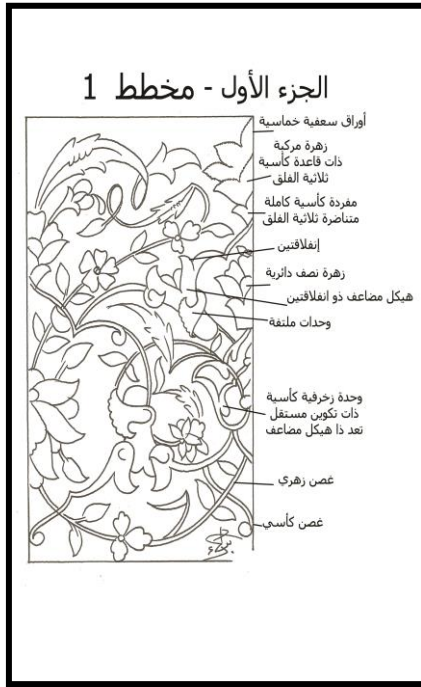 الجزء الأول - مخطط 1
أوراق سعفية خماسية
زهرة مركبة
ذات قاعدة كأسية
ثلاثية الفلق
مفردة كأسية كاملة
متناضرة ثلاثية الفلق
إنفلاقتين
زهرة نصف دائرية
هيكل مضاعف ذو انفلاقتين
وحدات ملتفة
وحدة زخرفية كأسية
ذات تكوين مستقل
تعد ذا هيكل مضاعف
غصن زهري
غصن كأسي